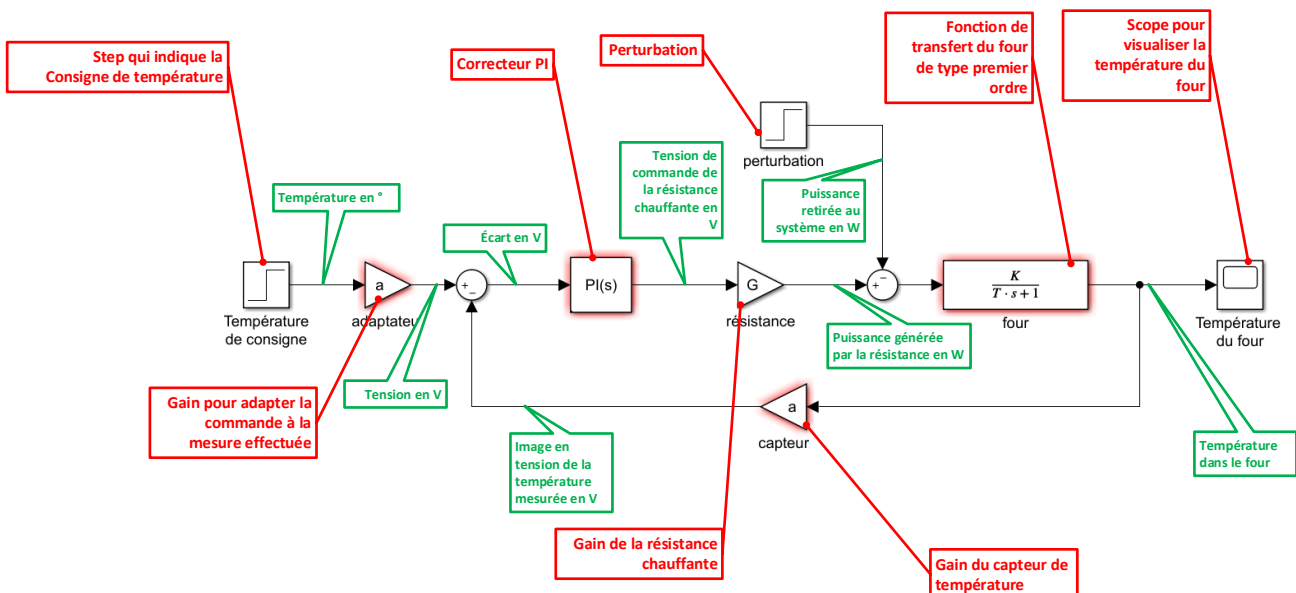 Step qui indique la
Consigne de température
Correcteur PI
Perturbation
Fonction de
transfert du four
de type premier
ordre
Scope pour
visualiser la
température du
four
perturbation
Température en °
Écart en V
Tension de
commande de
la résistance
chauffante en
V
Puissance
retirée au
système en W
Température
de consigne
a
adaptateu
+
−
PI(s)
G
résistance
−
+
K
T · s + 1
four
Température
du four
Gain pour adapter la
commande à la
mesure effectuée
Tension en V
Puissance générée
par la résistance en W
a
capteur
Image en
tension de la
température
mesurée en V
Température
dans le four
Gain de la résistance
chauffante
Gain du capteur de
température